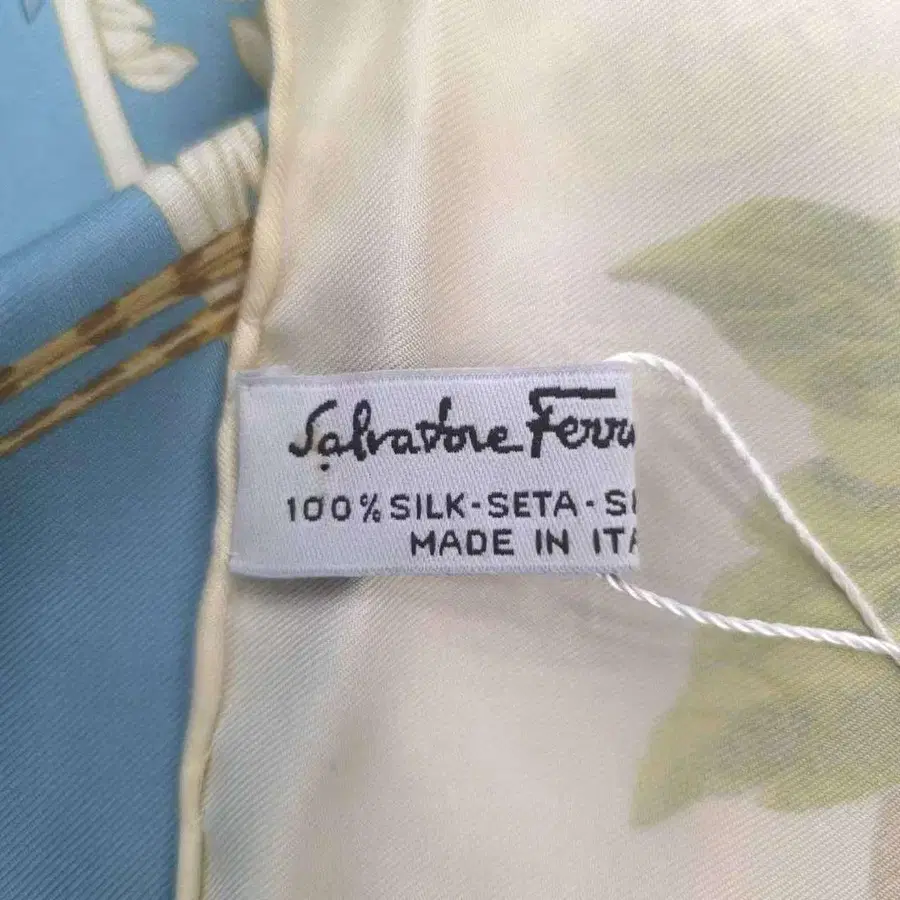 Salvatore Ferr
100% SILK-SETA-S
MADE IN ITA